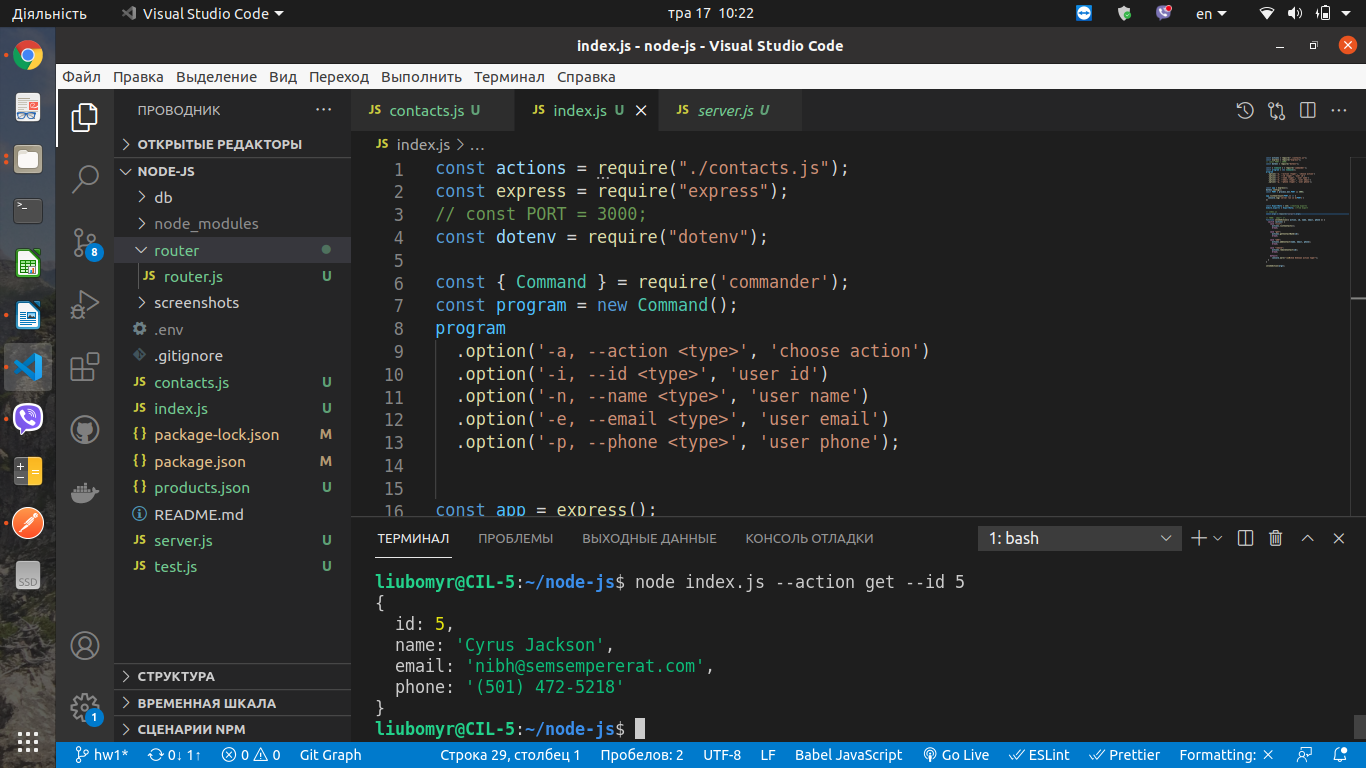 Діяльність Visual Studio Code тра 17 10:22 en
index.js - node-js - Visual Studio Code
Файл Правка Выделение Вид Переход Выполнить Терминал Справка
ПРОВОДНИК
ОТКРЫТЫЕ РЕДАКТОРЫ
NODE-JS
db
node_modules
router
JS router.js U
screenshots
.env
.gitignore
JS contacts.js U
JS index.js U
{} package-lock.json M
{} package.json M
{} products.json U
README.md
JS server.js U
JS test.js U
СТРУКТУРА
ВРЕМЕННАЯ ШКАЛА
СЦЕНАРИИ NPM
8
1
SSD
JS contacts.js U JS index.js U JS server.js U
JS index.js > ...
1 const actions = require("./contacts.js");
2 const express = require("express");
3 // const PORT = 3000;
4 const dotenv = require("dotenv");
5
6 const { Command } = require('commander');
7 const program = new Command();
8 program
9 .option('-a, --action <type>', 'choose action')
10 .option('-i, --id <type>', 'user id')
11 .option('-n, --name <type>', 'user name')
12 .option('-e, --email <type>', 'user email')
13 .option('-p, --phone <type>', 'user phone');
14
15
16 const app = express();
ТЕРМИНАЛ ПРОБЛЕМЫ ВЫХОДНЫЕ ДАННЫЕ КОНСОЛЬ ОТЛАДКИ 1: bash
liubomyr@CIL-5:~/node-js$ node index.js --action get --id 5
{
id: 5,
name: 'Cyrus Jackson',
email: 'nibh@semsempererat.com',
phone: '(501) 472-5218'
}
liubomyr@CIL-5:~/node-js$
hw1* 0↓ 1↑ 0 0 Git Graph Строка 29, столбец 1 Пробелов: 2 UTF-8 LF Babel JavaScript Go Live ESLint Prettier Formatting: ×